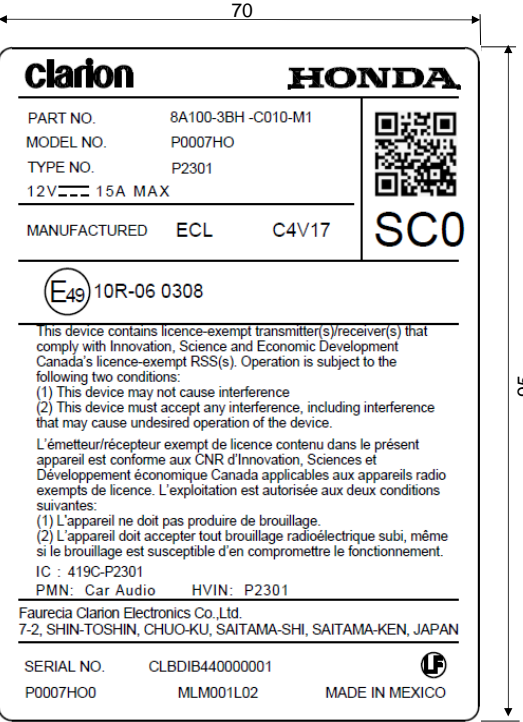 70
clarion HONDA
PART NO. 8A100-3BH -C010-M1
MODEL NO. P0007HO
TYPE NO. P2301
12V 15A MAX
SC0
MANUFACTURED ECL C4V17
E49 10R-06 0308
This device contains licence-exempt transmitter(s)/receiver(s) that
comply with Innovation, Science and Economic Development
Canada's licence-exempt RSS(s). Operation is subject to the
following two conditions:
(1) This device may not cause interference
(2) This device must accept any interference, including interference
that may cause undesired operation of the device.
L'émetteur/récepteur exempt de licence contenu dans le présent
appareil est conforme aux CNR d'Innovation, Sciences et
Développement économique Canada applicables aux appareils radio
exempts de licence. L'exploitation est autorisée aux deux conditions
suivantes:
(1) L'appareil ne doit pas produire de brouillage.
(2) L'appareil doit accepter tout brouillage radioélectrique subi, même
si le brouillage est susceptible d'en compromettre le fonctionnement.
IC : 419C-P2301
PMN: Car Audio HVIN: P2301
Faurecia Clarion Electronics Co.,Ltd.
7-2, SHIN-TOSHIN, CHUO-KU, SAITAMA-SHI, SAITAMA-KEN, JAPAN
SERIAL NO. CLBDIB440000001 LF
P0007HO0 MLM001L02 MADE IN MEXICO